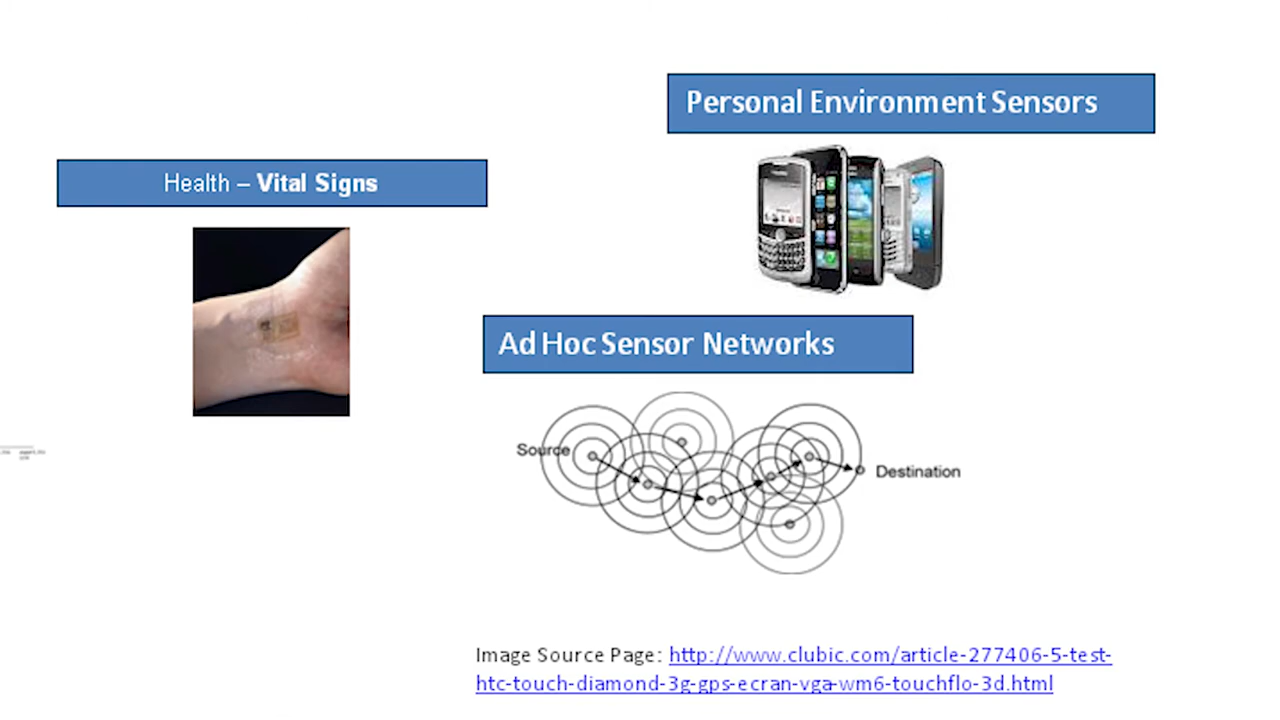 Personal Environment Sensors
Health – Vital Signs
Ad Hoc Sensor Networks
Source
Destination
Image Source Page: http://www.clubic.com/article-277406-5-test-
htc-touch-diamond-3g-gps-ecran-vga-wm6-touchflo-3d.html